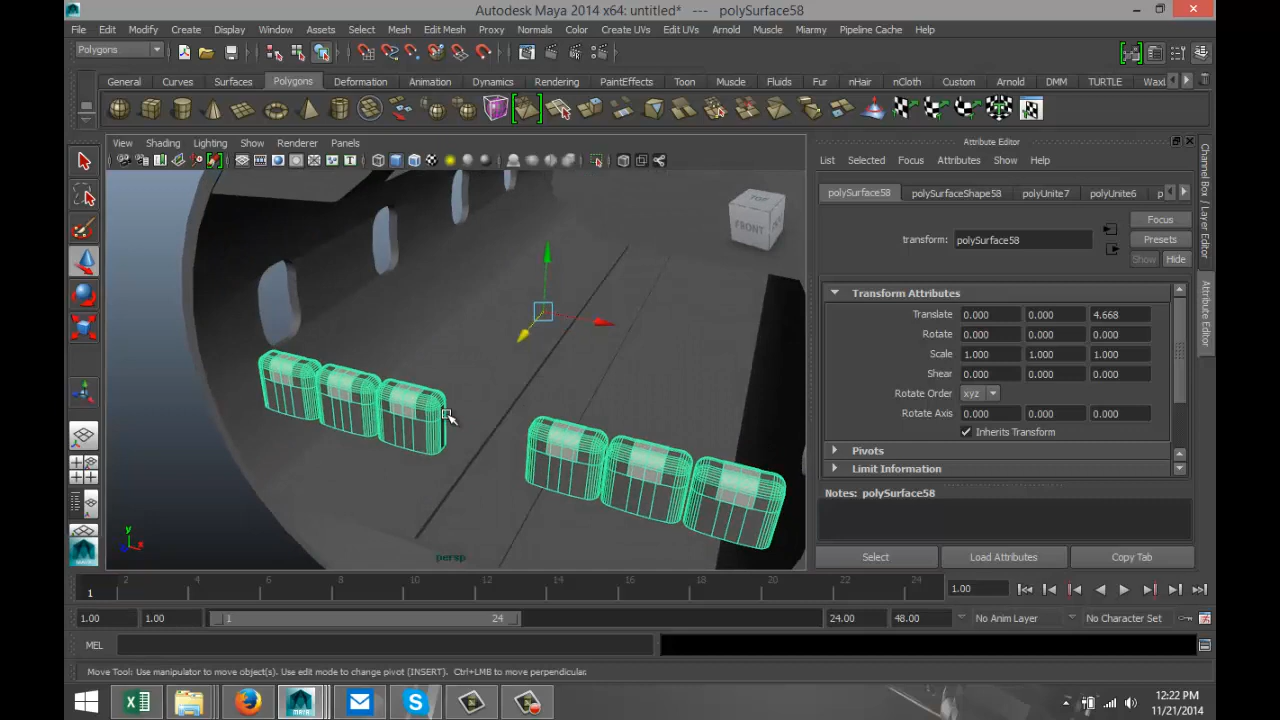 Autodesk Maya 2014 x64: untitled* --- polySurface58
File Edit Modify Create Display Window Assets Select Mesh Edit Mesh Proxy Normals Color Create UVs Edit UVs Arnold Muscle Pipeline Cache Help
Polygons
General Curves Surfaces Polygons Deformation Animation Dynamics Rendering PaintEffects Toon Muscle Fluids Fur nHair nCloth Custom Arnold DMM TURTLE
View Shading Lighting Show Renderer Panels
TOP
FRONT
persp
y
Attribute Editor
List Selected Focus Attributes Show Help
polySurface58 polySurfaceShape58 polyUnite7 polyUnite6 p
Focus
transform: polySurface58
Presets
Show Hide
Transform Attributes
Translate 0.000 0.000 4.668
Rotate 0.000 0.000 0.000
Scale 1.000 1.000 1.000
Shear 0.000 0.000 0.000
Rotate Order xyz
Rotate Axis 0.000 0.000 0.000
Inherits Transform
Pivots
Limit Information
Notes: polySurface58
Select Load Attributes Copy Tab
Channel Box / Layer Editor
Attribute Editor
2 4 6 8 10 12 14 16 18 20 22 24
1 1.00
1.00 1.00 1 24 24.00 48.00 No Anim Layer No Character Set
MEL
Move Tool: Use manipulator to move object(s). Use edit mode to change pivot [INSERT]. Ctrl+LMB to move perpendicular.
12:22 PM
11/21/2014